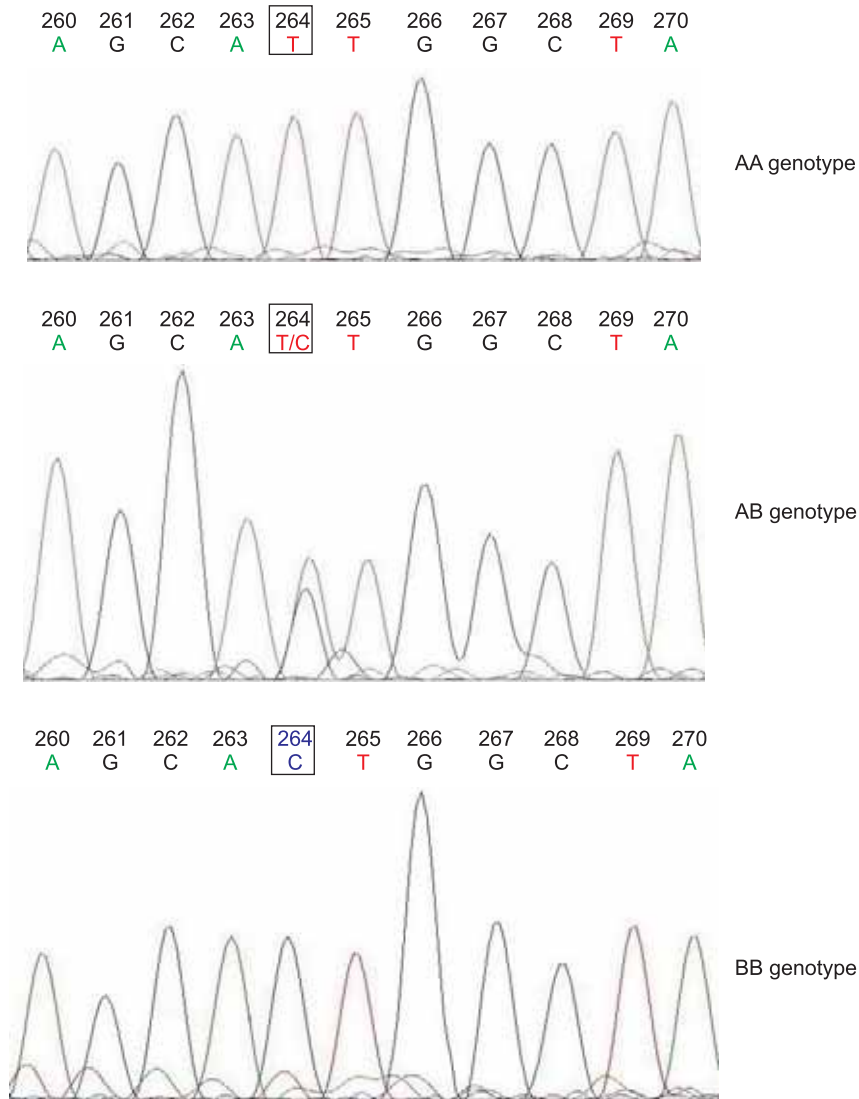 260 261 262 263 264 265 266 267 268 269 270
A G C A T T G G C T A
AA genotype
260 261 262 263 264 265 266 267 268 269 270
A G C A T/C T G G C T A
AB genotype
260 261 262 263 264 265 266 267 268 269 270
A G C A C T G G C T A
BB genotype